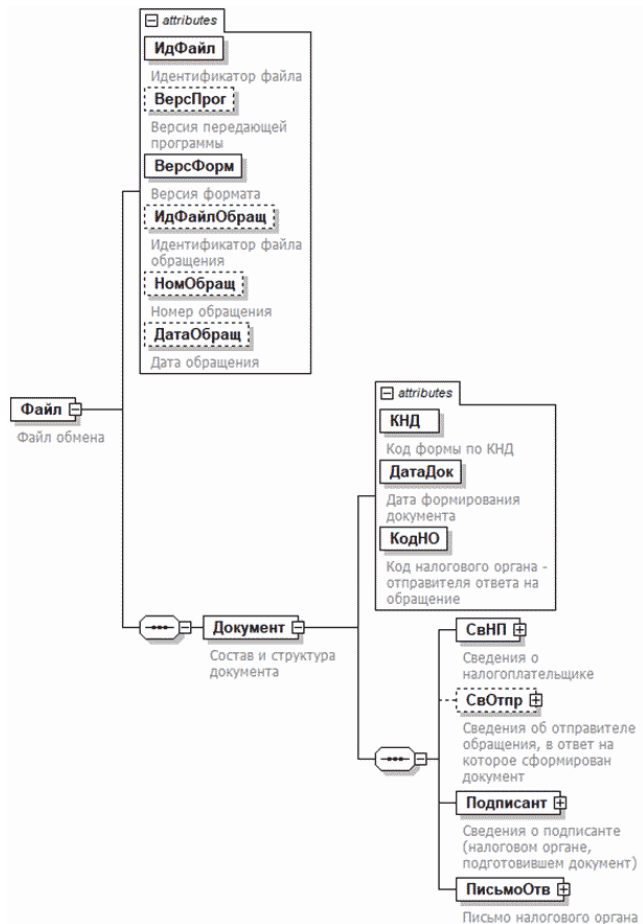 attributes
ИдФайл
Идентификатор файла
ВерсПрог
Версия передающей
программы
ВерсФорм
Версия формата
ИдФайлОбращ
Идентификатор файла
обращения
НомОбращ
Номер обращения
ДатаОбращ
Дата обращения
Файл
Файл обмена
attributes
КНД
Код формы по КНД
ДатаДок
Дата формирования
документа
КодНО
Код налогового органа -
отправителя ответа на
обращение
Документ
Состав и структура
документа
СвНП
Сведения о
налогоплательщике
СвОтпр
Сведения об отправителе
обращения, в ответ на
которое сформирован
документ
Подписант
Сведения о подписанте
(налоговом органе,
подготовившем документ)
ПисьмоОтв
Письмо налогового органа